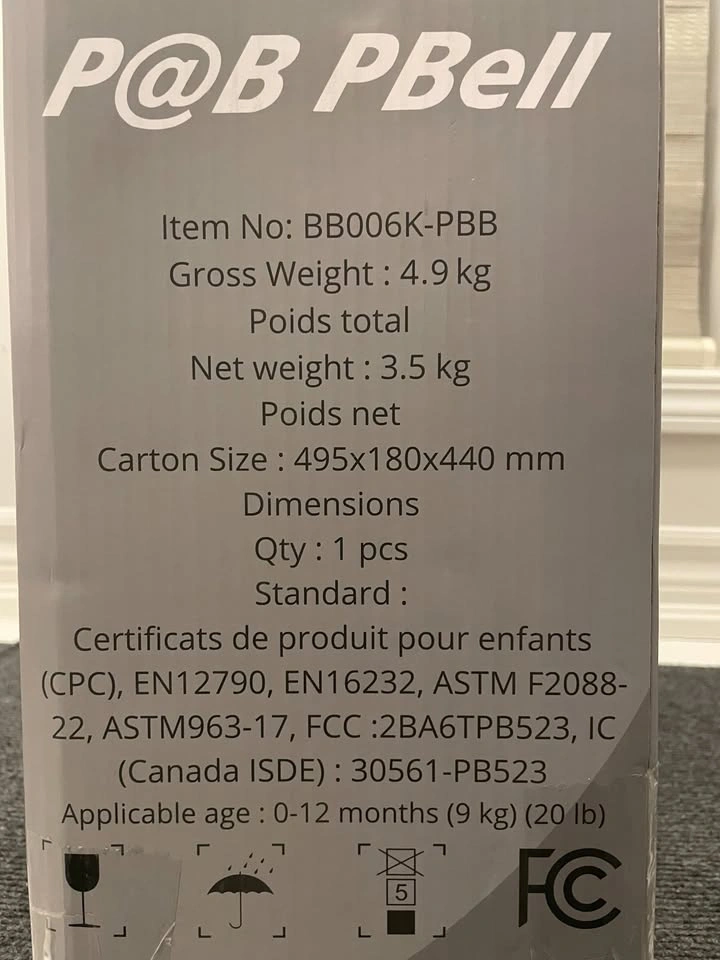 P@B PBell
Item No: BB006K-PBB
Gross Weight : 4.9 kg
Poids total
Net weight : 3.5 kg
Poids net
Carton Size : 495x180x440 mm
Dimensions
Qty : 1 pcs
Standard :
Certificats de produit pour enfants
(CPC), EN12790, EN16232, ASTM F2088-
22, ASTM963-17, FCC :2BA6TPB523, IC
(Canada ISDE) : 30561-PB523
Applicable age : 0-12 months (9 kg) (20 lb)
5
FC